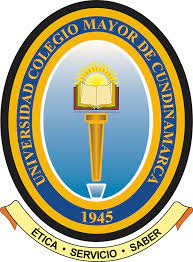 UNIVERSIDAD COLEGIO MAYOR DE CUNDINAMARCA
1945
ÉTICA • SERVICIO • SABER